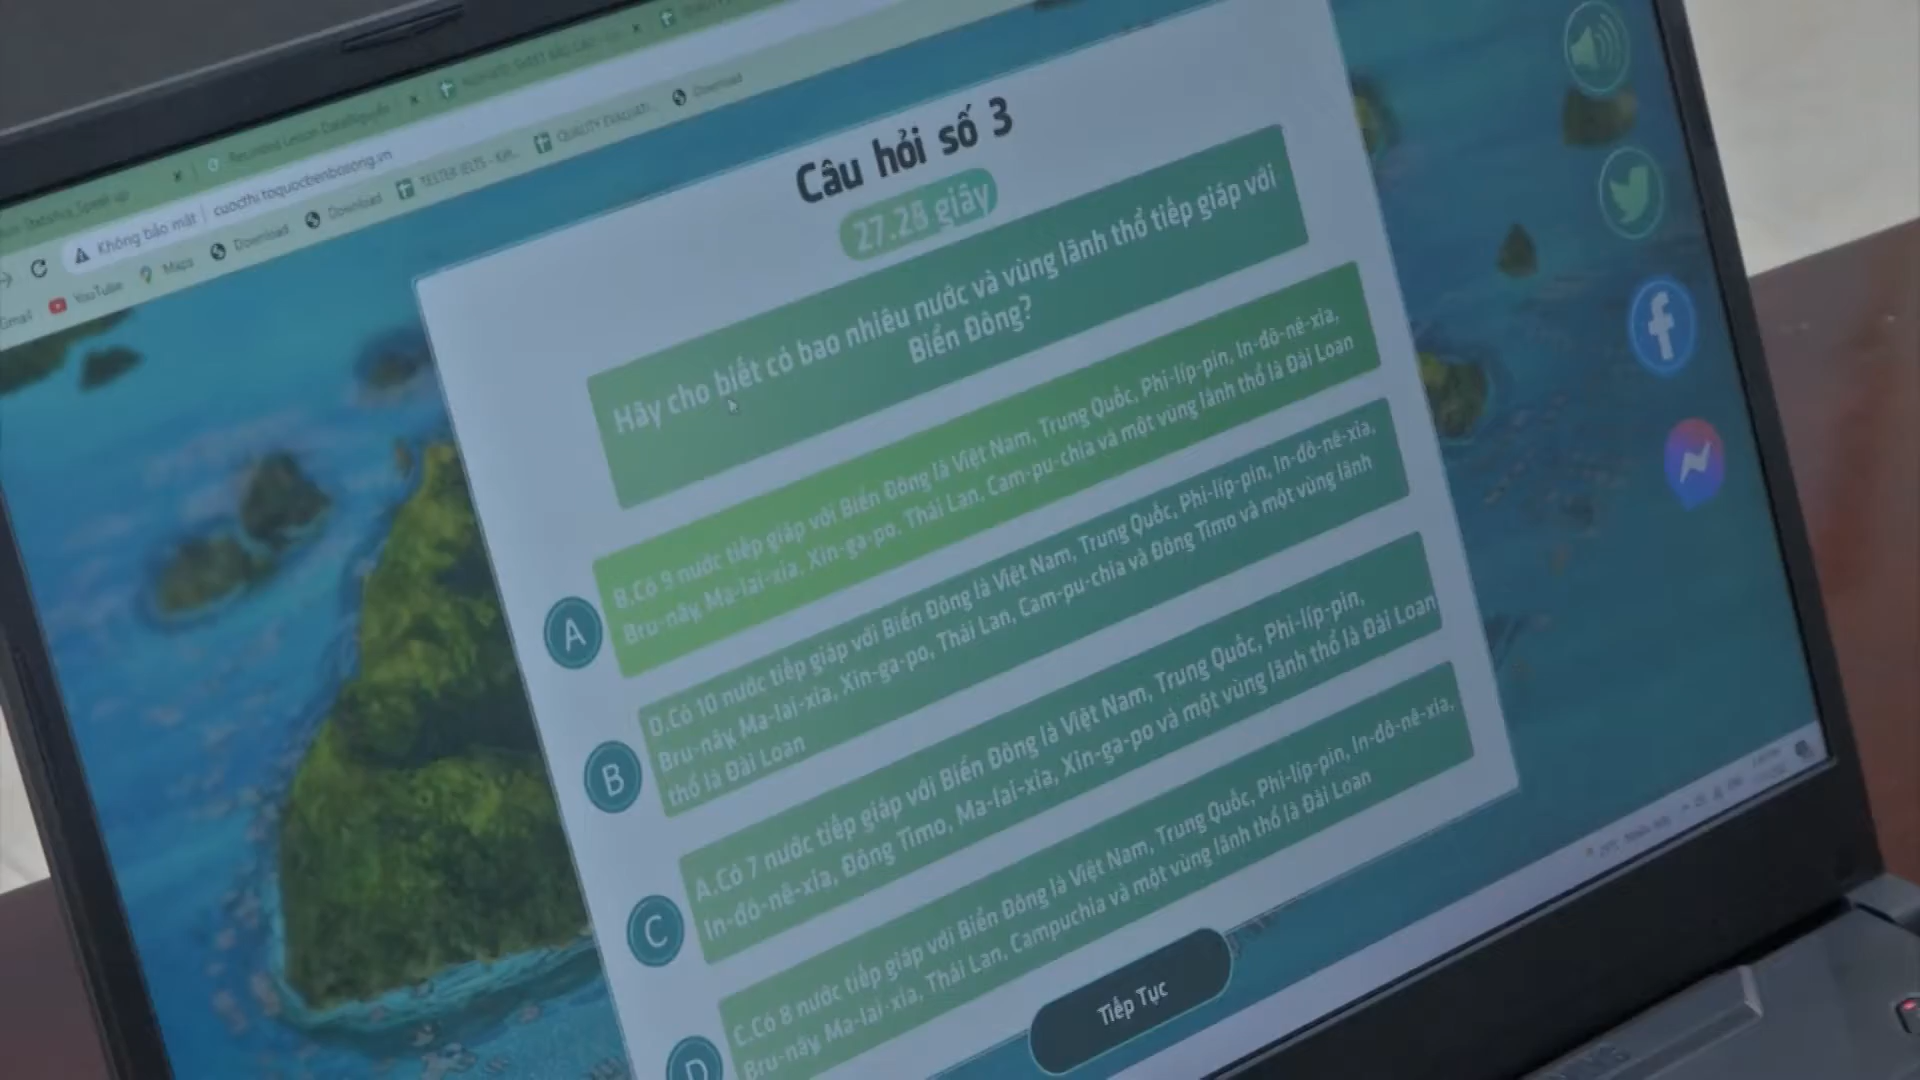 Không bảo mật | cuocthi.toquocbenbosong.vn
Gmail
YouTube
Maps
Download
Download
QUALITY EVALUATI...
Download
Câu hỏi số 3
27.28 giây
Hãy cho biết có bao nhiêu nước và vùng lãnh thổ tiếp giáp với
Biển Đông?
A
B.Có 9 nước tiếp giáp với Biển Đông là Việt Nam, Trung Quốc, Phi-líp-pin, In-đô-nê-xia,
Bru-nây, Ma-lai-xia, Xin-ga-po, Thái Lan, Cam-pu-chia và một vùng lãnh thổ là Đài Loan
B
D.Có 10 nước tiếp giáp với Biển Đông là Việt Nam, Trung Quốc, Phi-líp-pin, In-đô-nê-xia,
Bru-nây, Ma-lai-xia, Xin-ga-po, Thái Lan, Cam-pu-chia và Đông Timo và một vùng lãnh
thổ là Đài Loan
C
A.Có 7 nước tiếp giáp với Biển Đông là Việt Nam, Trung Quốc, Phi-líp-pin,
In-đô-nê-xia, Đông Timo, Ma-lai-xia, Xin-ga-po và một vùng lãnh thổ là Đài Loan
D
C.Có 8 nước tiếp giáp với Biển Đông là Việt Nam, Trung Quốc, Phi-líp-pin, In-đô-nê-xia,
Bru-nây, Ma-lai-xia, Thái Lan, Campuchia và một vùng lãnh thổ là Đài Loan
Tiếp Tục